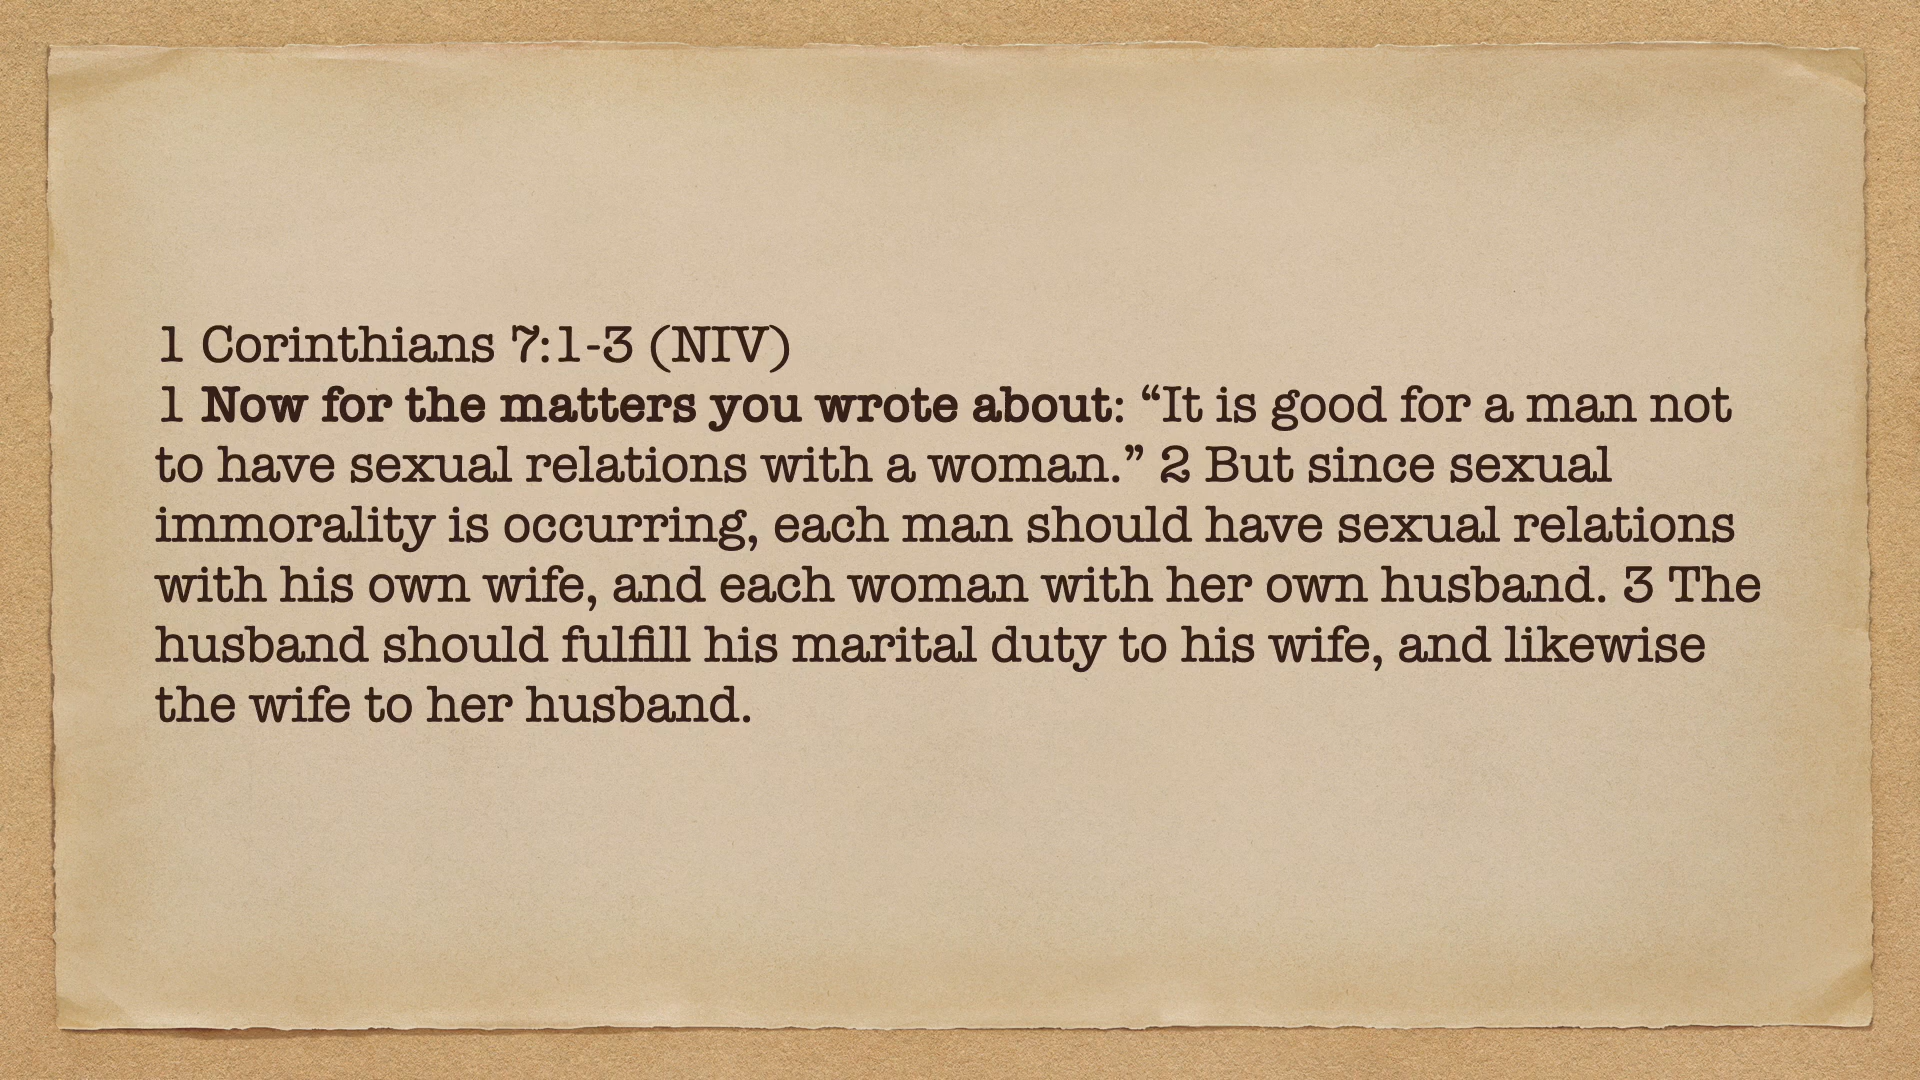 1 Corinthians 7:1-3 (NIV)
1 Now for the matters you wrote about: “It is good for a man not
to have sexual relations with a woman.” 2 But since sexual
immorality is occurring, each man should have sexual relations
with his own wife, and each woman with her own husband. 3 The
husband should fulfill his marital duty to his wife, and likewise
the wife to her husband.